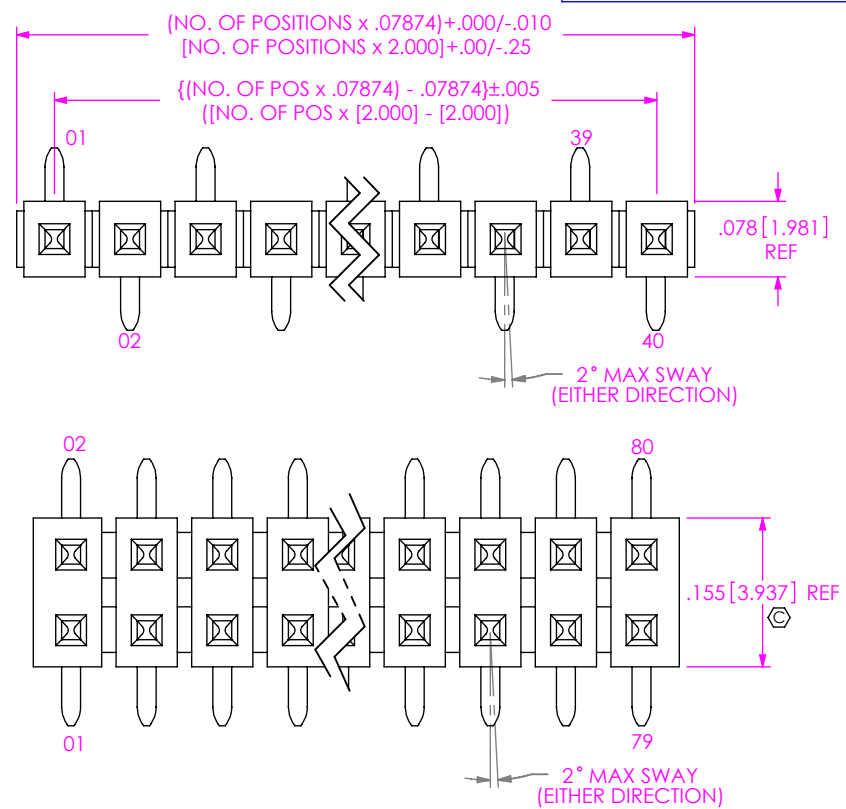 (NO. OF POSITIONS x .07874)+.000/-.010
[NO. OF POSITIONS x 2.000]+.00/-.25
{(NO. OF POS x .07874) - .07874}±.005
([NO. OF POS x [2.000] - [2.000])
01
39
.078[1.981]
REF
02
40
2° MAX SWAY
(EITHER DIRECTION)
02
80
.155[3.937] REF
C
01
79
2° MAX SWAY
(EITHER DIRECTION)